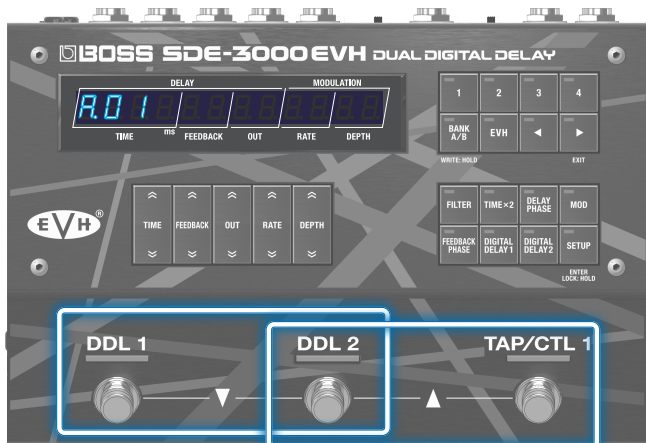 BOSS SDE-3000EVH DUAL DIGITAL DELAY
DELAY MODULATION
A.01
TIME ms FEEDBACK OUT RATE DEPTH
1 2 3 4
BANK A/B EVH ◀ ▶
WRITE: HOLD EXIT
EVH®
TIME FEEDBACK OUT RATE DEPTH
FILTER TIME×2 DELAY PHASE MOD
FEEDBACK PHASE DIGITAL DELAY 1 DIGITAL DELAY 2 SETUP
ENTER
LOCK: HOLD
DDL 1 DDL 2 TAP/CTL 1